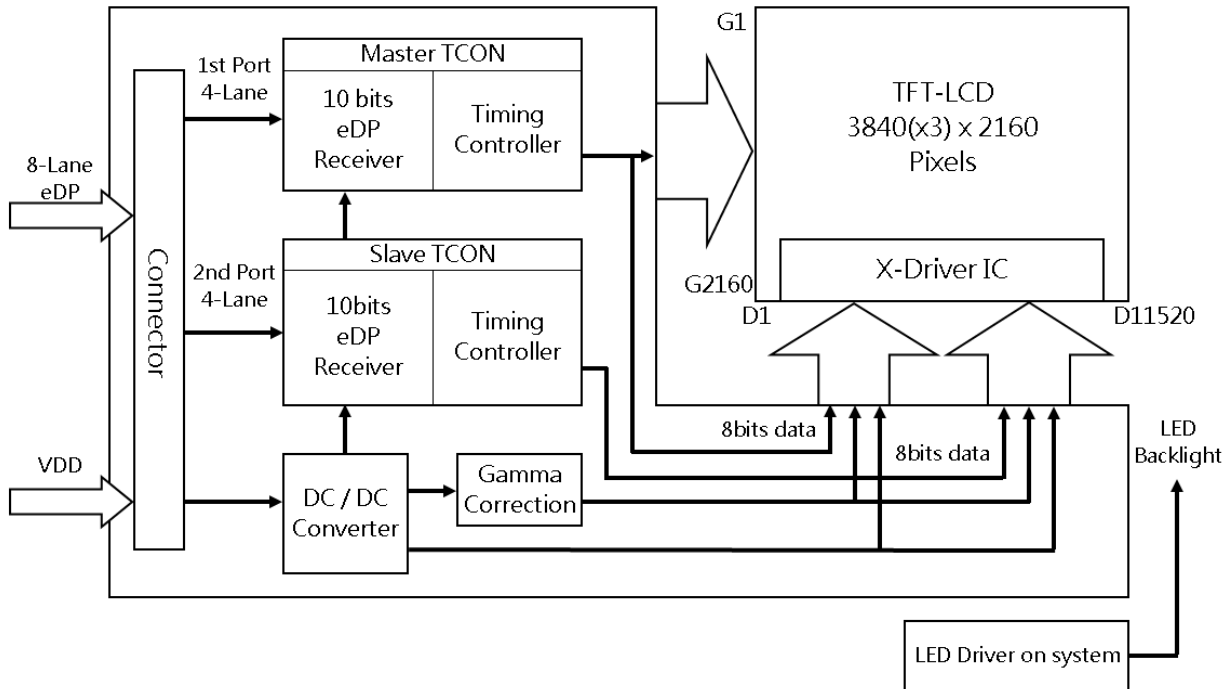 G1
Master TCON
1st Port
4-Lane
10 bits
eDP
Receiver
Timing
Controller
TFT-LCD
3840(x3) x 2160
Pixels
8-Lane
eDP
Connector
Slave TCON
2nd Port
4-Lane
10bits
eDP
Receiver
Timing
Controller
X-Driver IC
G2160
D1
D11520
8bits data
8bits data
LED
Backlight
VDD
DC / DC
Converter
Gamma
Correction
LED Driver on system